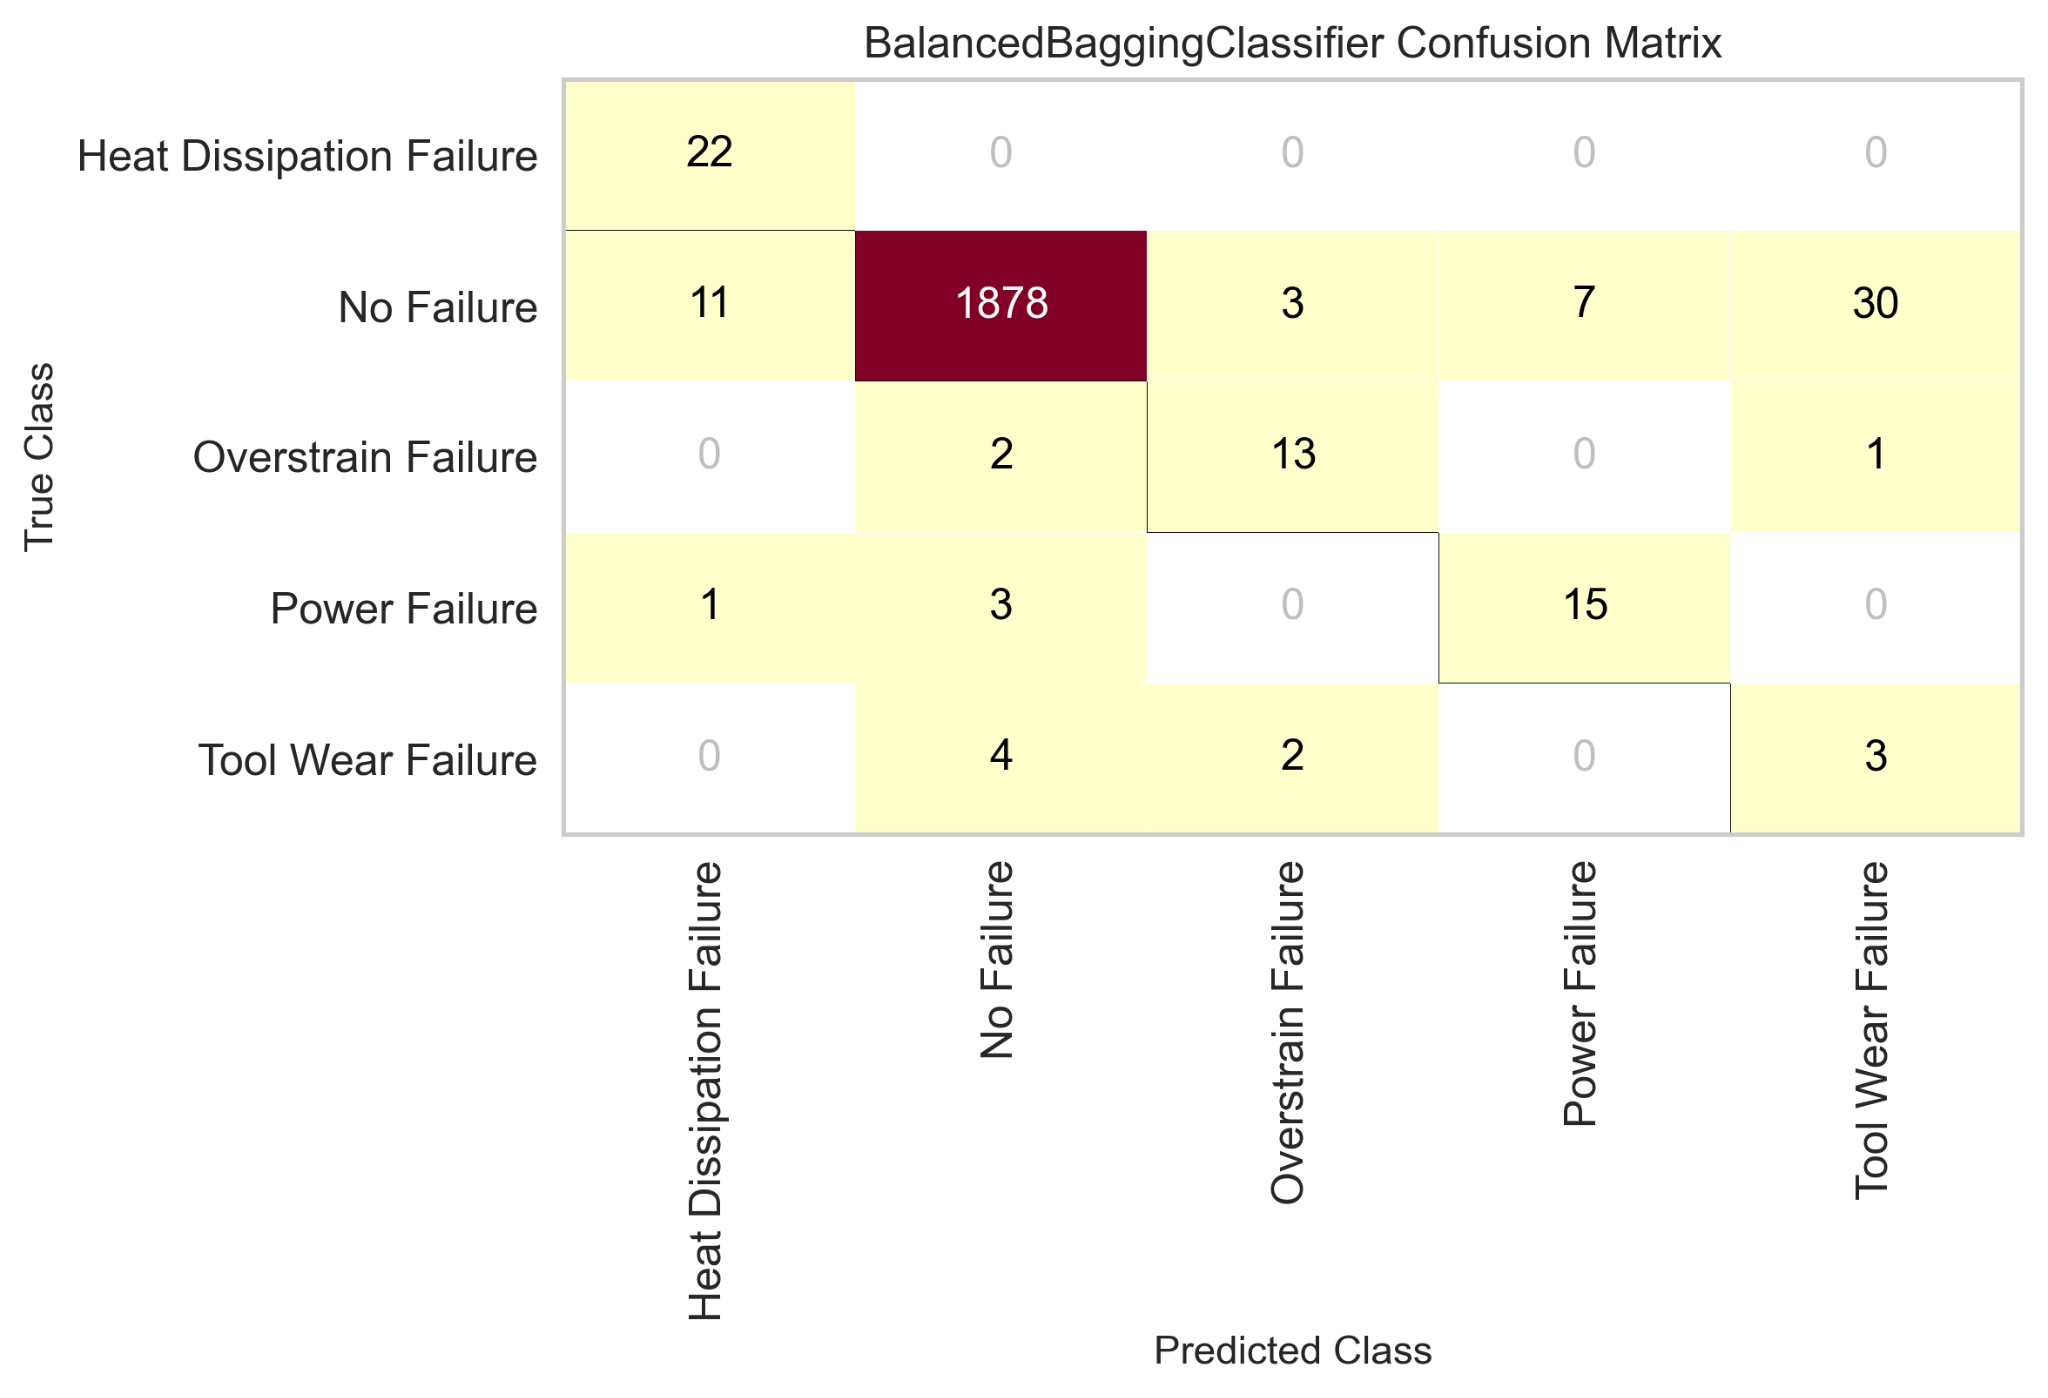 BalancedBaggingClassifier Confusion Matrix
True Class
Heat Dissipation Failure 22 0 0 0 0
No Failure 11 1878 3 7 30
Overstrain Failure 0 2 13 0 1
Power Failure 1 3 0 15 0
Tool Wear Failure 0 4 2 0 3
Heat Dissipation Failure
No Failure
Overstrain Failure
Power Failure
Tool Wear Failure
Predicted Class